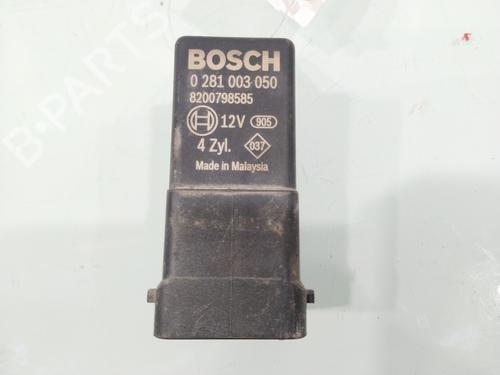 BOSCH
0 281 003 050
8200798585
12V 905
4 Zyl. 037
Made in Malaysia
B-PARTS